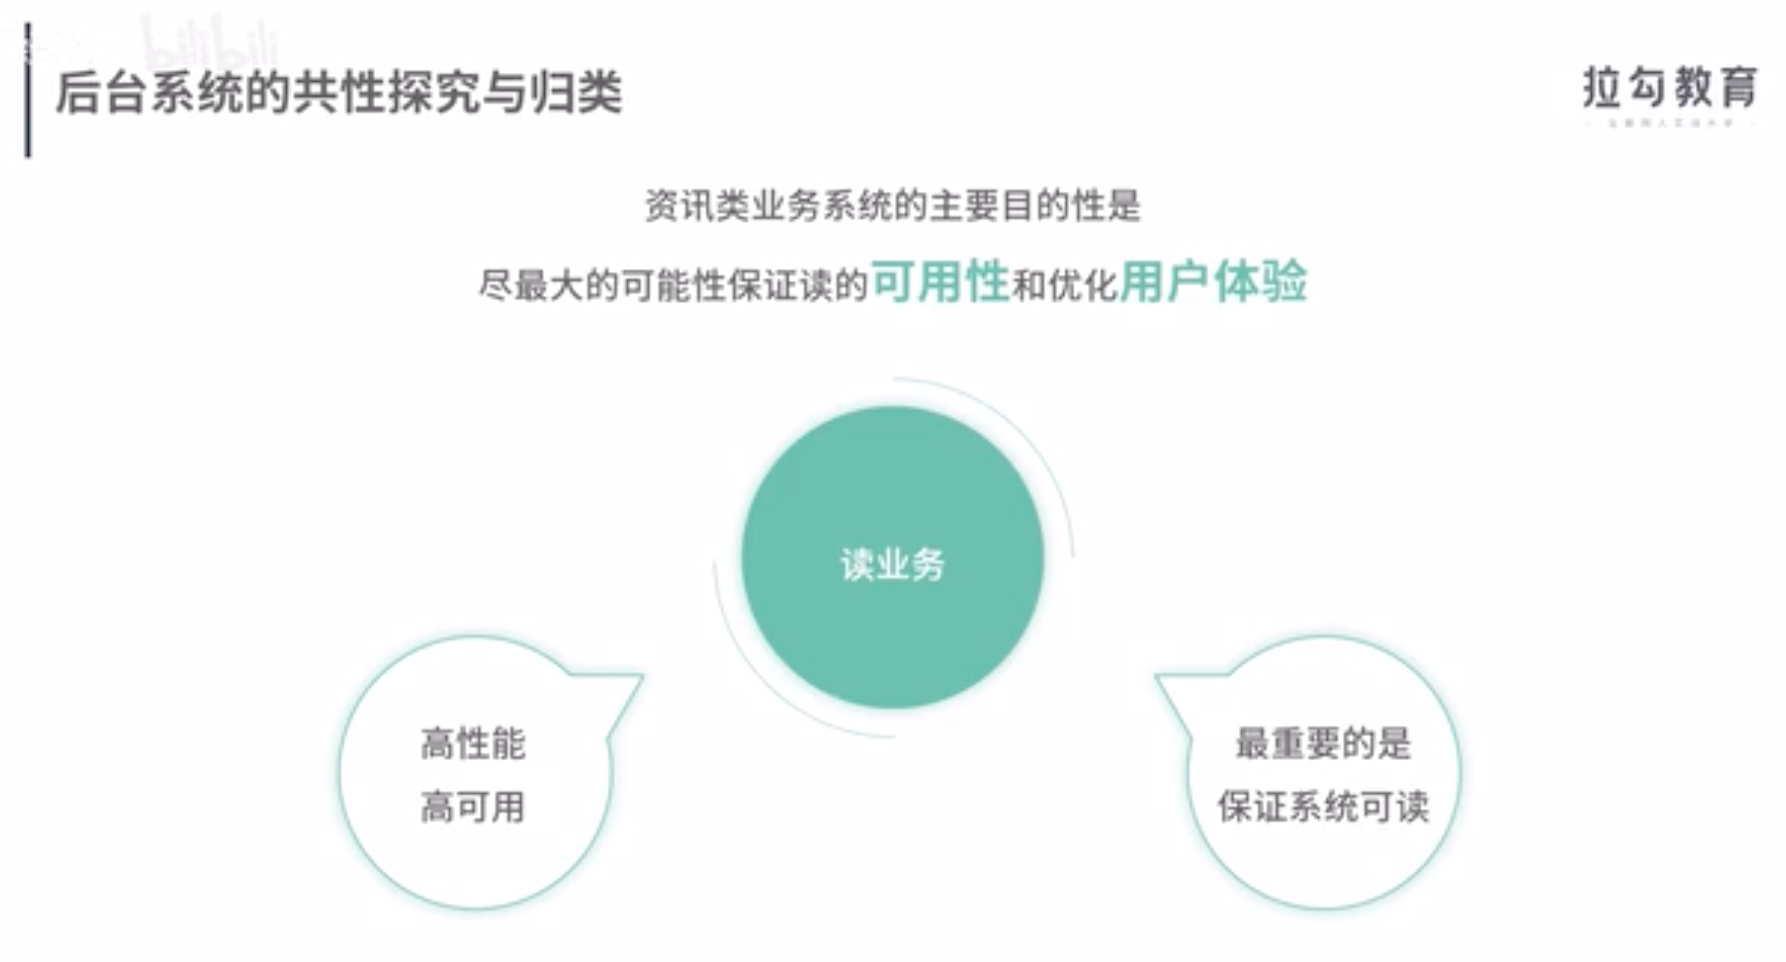 bilibili
后台系统的共性探究与归类
拉勾教育
资讯类业务系统的主要目的性是
尽最大的可能性保证读的可用性和优化用户体验
读业务
高性能
高可用
最重要的是
保证系统可读